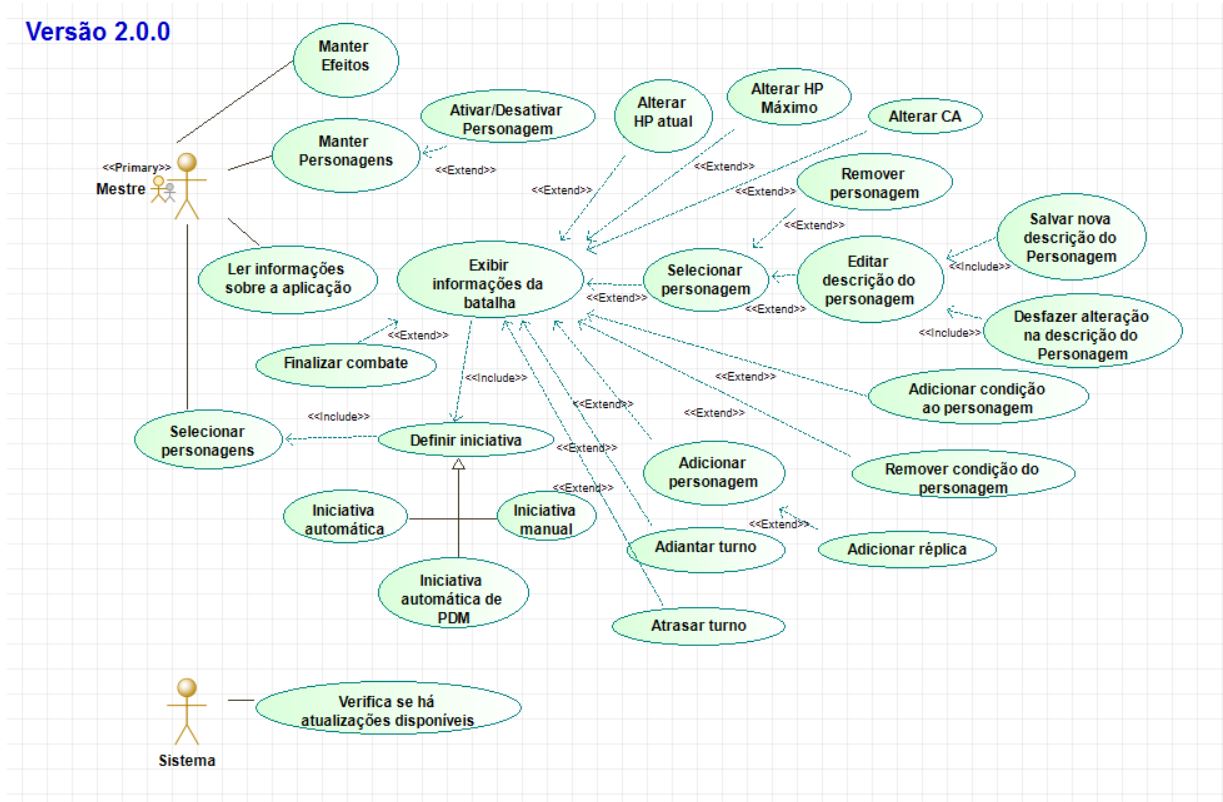 Versão 2.0.0
Manter
Efeitos
Ativar/Desativar
Personagem
Alterar
HP atual
Alterar HP
Máximo
Alterar CA
Manter
Personagens
<<Extend>>
<<Primary>>
Mestre
<<Extend>>
<<Extend>>
<<Extend>>
Remover
personagem
<<Extend>>
Ler informações
sobre a aplicação
Exibir
informações da
batalha
Selecionar
personagem
<<Extend>>
Editar
descrição do
personagem
<<Extend>>
Salvar nova
descrição do
Personagem
<<Include>>
Desfazer alteração
na descrição do
Personagem
<<Include>>
<<Extend>>
Finalizar combate
<<Include>>
<<Extend>>
Adicionar condição
ao personagem
<<Extend>>
<<Extend>>
Selecionar
personagens
<<Include>>
Definir iniciativa
<<Extend>>
Adicionar
personagem
Remover condição do
personagem
<<Extend>>
Iniciativa
automática
Iniciativa
manual
<<Extend>>
Adiantar turno
Adicionar réplica
Iniciativa
automática de
PDM
Atrasar turno
Verifica se há
atualizações disponíveis
Sistema